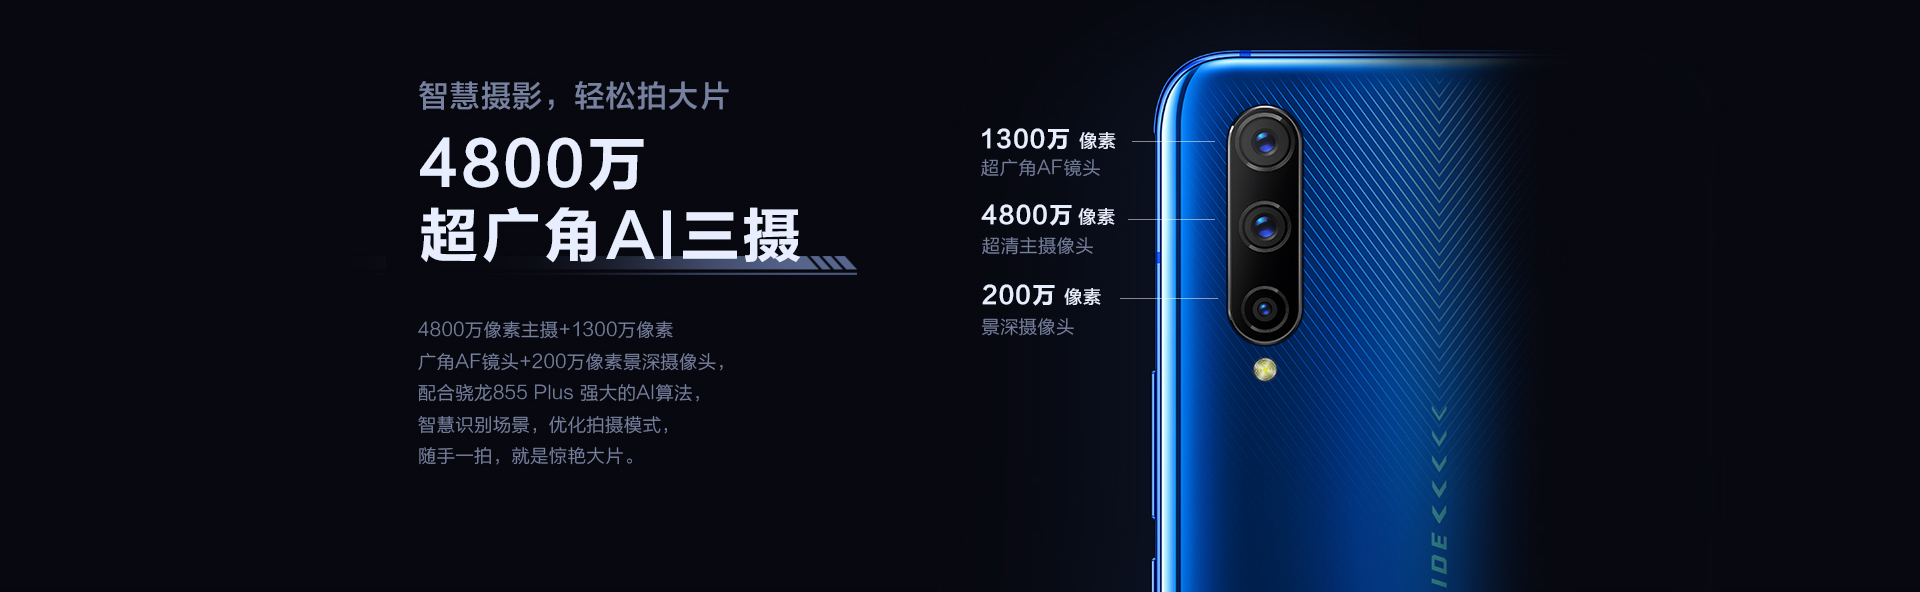 智慧摄影，轻松拍大片
4800万
超广角AI三摄
4800万像素主摄+1300万像素
广角AF镜头+200万像素景深摄像头，
配合骁龙855 Plus 强大的AI算法，
智慧识别场景，优化拍摄模式，
随手一拍，就是惊艳大片。
1300万 像素
超广角AF镜头
4800万 像素
超清主摄像头
200万 像素
景深摄像头
IDE